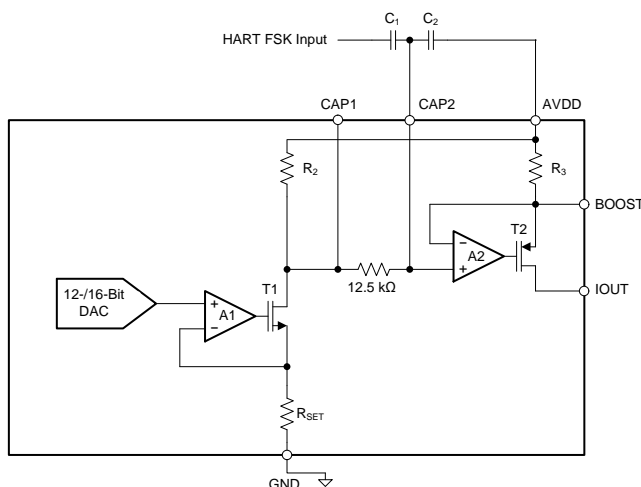 C1 C2
HART FSK Input
CAP1 CAP2 AVDD
R2 R3
BOOST
T2
A2
- +
12.5 kΩ
IOUT
T1
12-/16-Bit
DAC
+ -
A1
RSET
GND